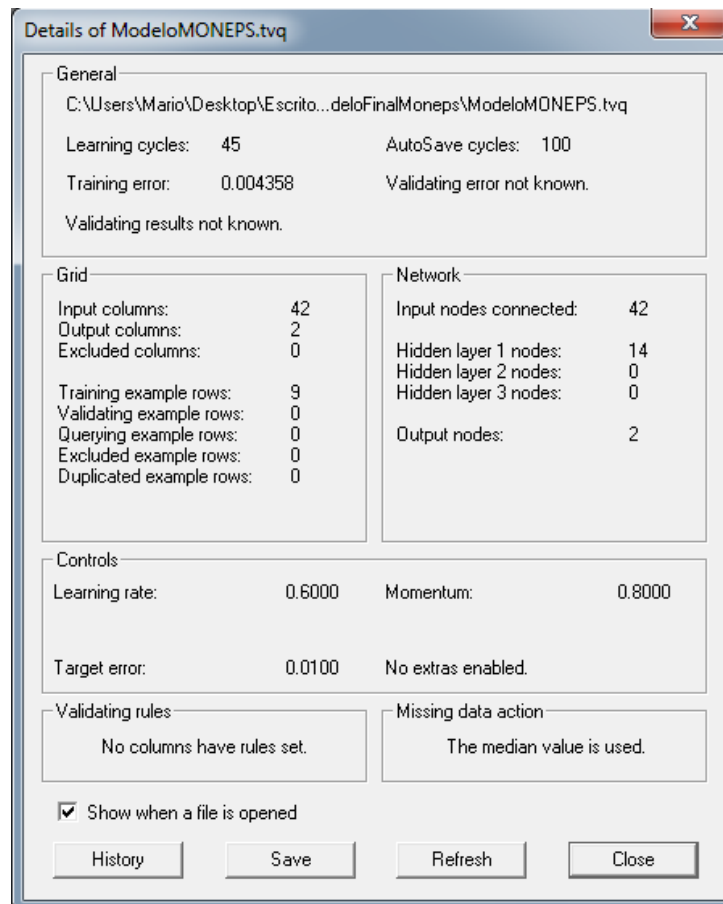 Details of ModeloMONEPS.tvq
General
C:\Users\Mario\Desktop\Escrito...deloFinalMoneps\ModeloMONEPS.tvq
Learning cycles: 45 AutoSave cycles: 100
Training error: 0.004358 Validating error not known.
Validating results not known.
Grid
Input columns: 42
Output columns: 2
Excluded columns: 0
Training example rows: 9
Validating example rows: 0
Querying example rows: 0
Excluded example rows: 0
Duplicated example rows: 0
Network
Input nodes connected: 42
Hidden layer 1 nodes: 14
Hidden layer 2 nodes: 0
Hidden layer 3 nodes: 0
Output nodes: 2
Controls
Learning rate: 0.6000 Momentum: 0.8000
Target error: 0.0100 No extras enabled.
Validating rules
No columns have rules set.
Missing data action
The median value is used.
Show when a file is opened
History Save Refresh Close